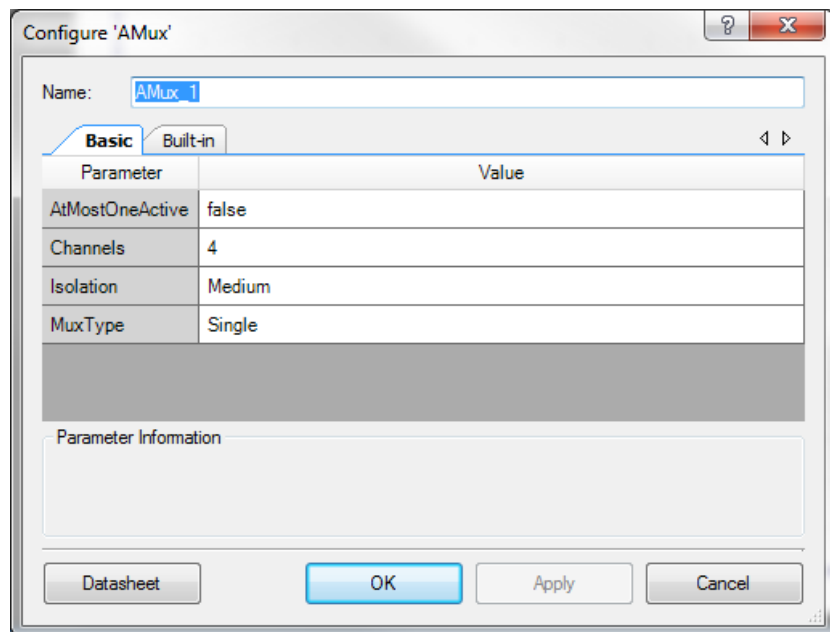 Configure 'AMux'
?
X
Name: AMux_1
Basic Built-in
Parameter Value
AtMostOneActive false
Channels 4
Isolation Medium
MuxType Single
Parameter Information
Datasheet OK Apply Cancel